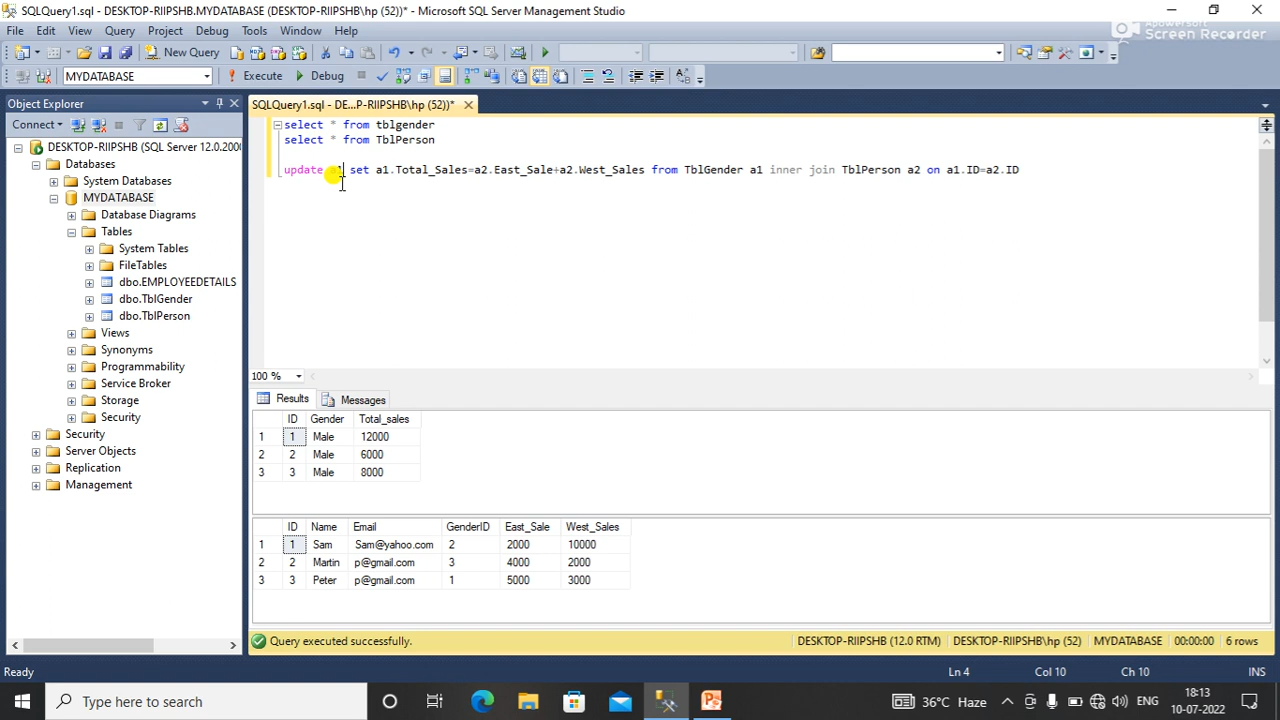 SQLQuery1.sql - DESKTOP-RIIPSHB.MYDATABASE (DESKTOP-RIIPSHB\hp (52))* - Microsoft SQL Server Management Studio
File Edit View Query Project Debug Tools Window Help
Apowersoft
Screen Recorder
New Query
MYDATABASE Execute Debug
Object Explorer
SQLQuery1.sql - DE...P-RIIPSHB\hp (52))*
Connect
DESKTOP-RIIPSHB (SQL Server 12.0.2000
Databases
System Databases
MYDATABASE
Database Diagrams
Tables
System Tables
FileTables
dbo.EMPLOYEEDETAILS
dbo.TblGender
dbo.TblPerson
Views
Synonyms
Programmability
Service Broker
Storage
Security
Security
Server Objects
Replication
Management
select * from tblgender
select * from TblPerson
update a1 set a1.Total_Sales=a2.East_Sale+a2.West_Sales from TblGender a1 inner join TblPerson a2 on a1.ID=a2.ID
100 %
Results Messages
ID Gender Total_sales
1 1 Male 12000
2 2 Male 6000
3 3 Male 8000
ID Name Email GenderID East_Sale West_Sales
1 1 Sam Sam@yahoo.com 2 2000 10000
2 2 Martin p@gmail.com 3 4000 2000
3 3 Peter p@gmail.com 1 5000 3000
Query executed successfully. DESKTOP-RIIPSHB (12.0 RTM) DESKTOP-RIIPSHB\hp (52) MYDATABASE 00:00:00 6 rows
Ready Ln 4 Col 10 Ch 10 INS
Type here to search 36°C Haze ENG
18:13
10-07-2022